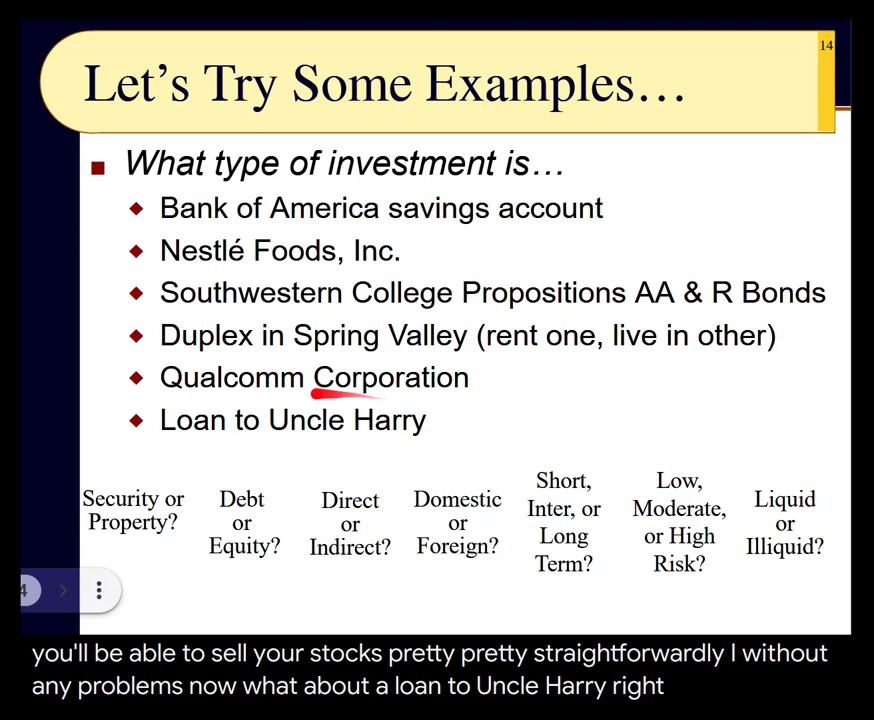 14
Let's Try Some Examples…
What type of investment is…
Bank of America savings account
Nestlé Foods, Inc.
Southwestern College Propositions AA & R Bonds
Duplex in Spring Valley (rent one, live in other)
Qualcomm Corporation
Loan to Uncle Harry
Security or
Property?
Debt
or
Equity?
Direct
or
Indirect?
Domestic
or
Foreign?
Short,
Inter, or
Long
Term?
Low,
Moderate,
or High
Risk?
Liquid
or
Illiquid?
4
you'll be able to sell your stocks pretty pretty straightforwardly I without
any problems now what about a loan to Uncle Harry right